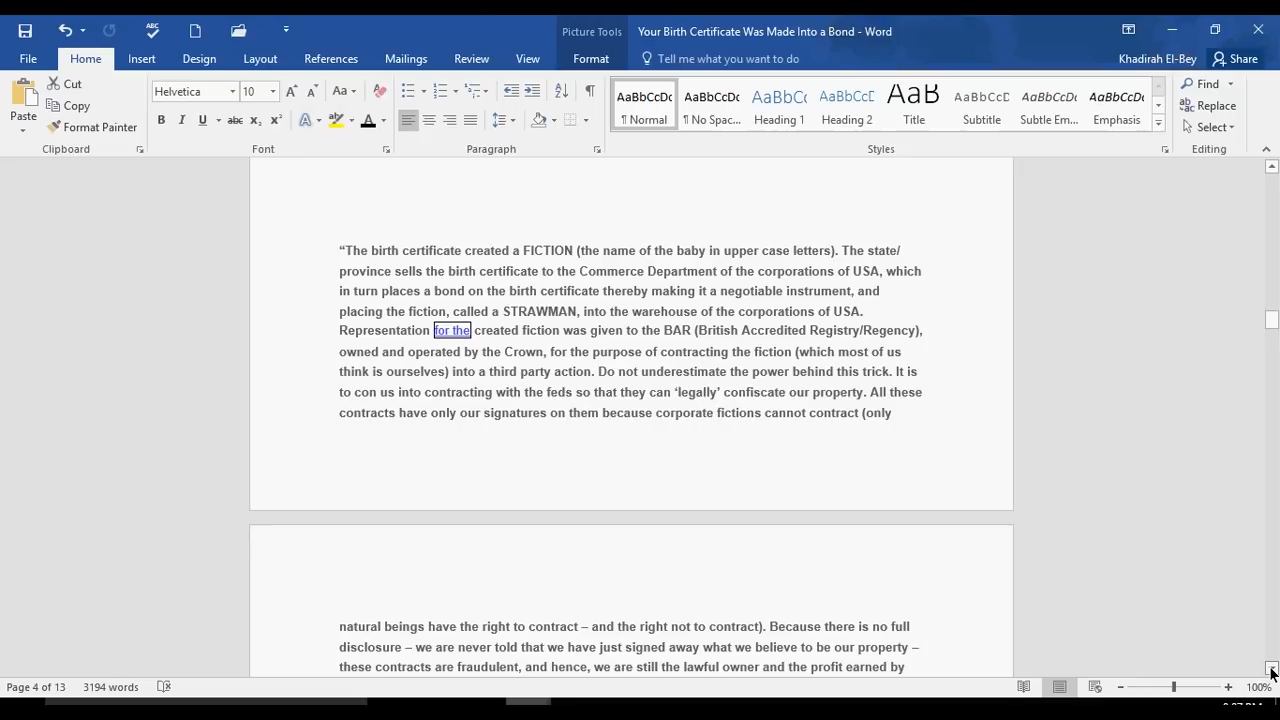 Picture Tools
Your Birth Certificate Was Made Into a Bond - Word
File Home Insert Design Layout References Mailings Review View Format Tell me what you want to do Khadirah El-Bey Share
Paste
Cut
Copy
Format Painter
Clipboard
Helvetica 10
Font
Paragraph
AaBbCcDc AaBbCcDc AaBbCc AaBbCcC AaB AaBbCcD AaBbCcDc AaBbCcDc
¶ Normal ¶ No Spac... Heading 1 Heading 2 Title Subtitle Subtle Em... Emphasis
Styles
Find
Replace
Select
Editing
“The birth certificate created a FICTION (the name of the baby in upper case letters). The state/
province sells the birth certificate to the Commerce Department of the corporations of USA, which
in turn places a bond on the birth certificate thereby making it a negotiable instrument, and
placing the fiction, called a STRAWMAN, into the warehouse of the corporations of USA.
Representation for the created fiction was given to the BAR (British Accredited Registry/Regency),
owned and operated by the Crown, for the purpose of contracting the fiction (which most of us
think is ourselves) into a third party action. Do not underestimate the power behind this trick. It is
to con us into contracting with the feds so that they can ‘legally’ confiscate our property. All these
contracts have only our signatures on them because corporate fictions cannot contract (only
natural beings have the right to contract – and the right not to contract). Because there is no full
disclosure – we are never told that we have just signed away what we believe to be our property –
these contracts are fraudulent, and hence, we are still the lawful owner and the profit earned by
Page 4 of 13 3194 words 100%